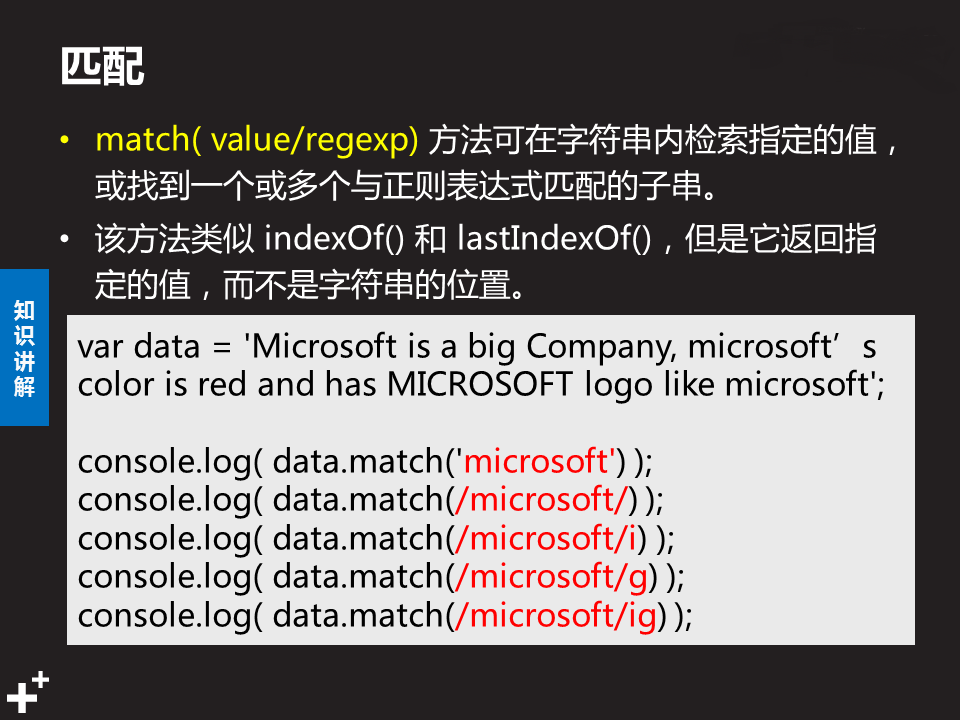 匹配
• match( value/regexp) 方法可在字符串内检索指定的值，
或找到一个或多个与正则表达式匹配的子串。
• 该方法类似 indexOf() 和 lastIndexOf()，但是它返回指
定的值，而不是字符串的位置。
知
识
讲
解
var data = 'Microsoft is a big Company, microsoft’s
color is red and has MICROSOFT logo like microsoft';
console.log( data.match('microsoft') );
console.log( data.match(/microsoft/) );
console.log( data.match(/microsoft/i) );
console.log( data.match(/microsoft/g) );
console.log( data.match(/microsoft/ig) );